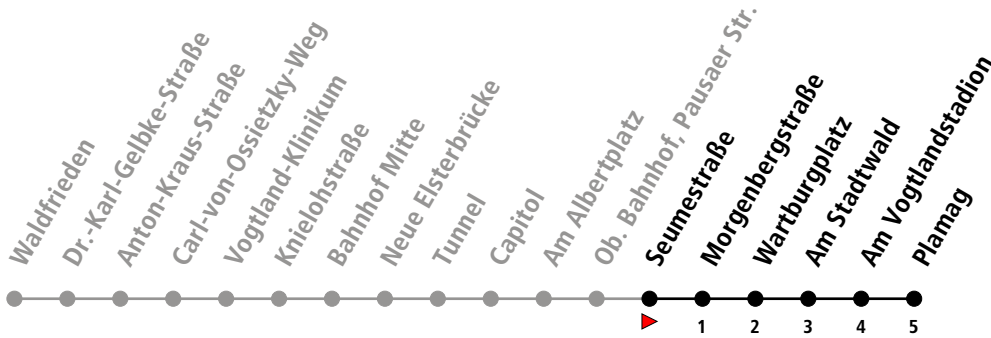 Waldfrieden
Dr.-Karl-Gelbke-Straße
Anton-Kraus-Straße
Carl-von-Ossietzky-Weg
Vogtland-Klinikum
Knielohstraße
Bahnhof Mitte
Neue Elsterbrücke
Tunnel
Capitol
Am Albertplatz
Ob. Bahnhof, Pausaer Str.
Seumestraße
Morgenbergstraße
Wartburgplatz
Am Stadtwald
Am Vogtlandstadion
Plamag
1 2 3 4 5